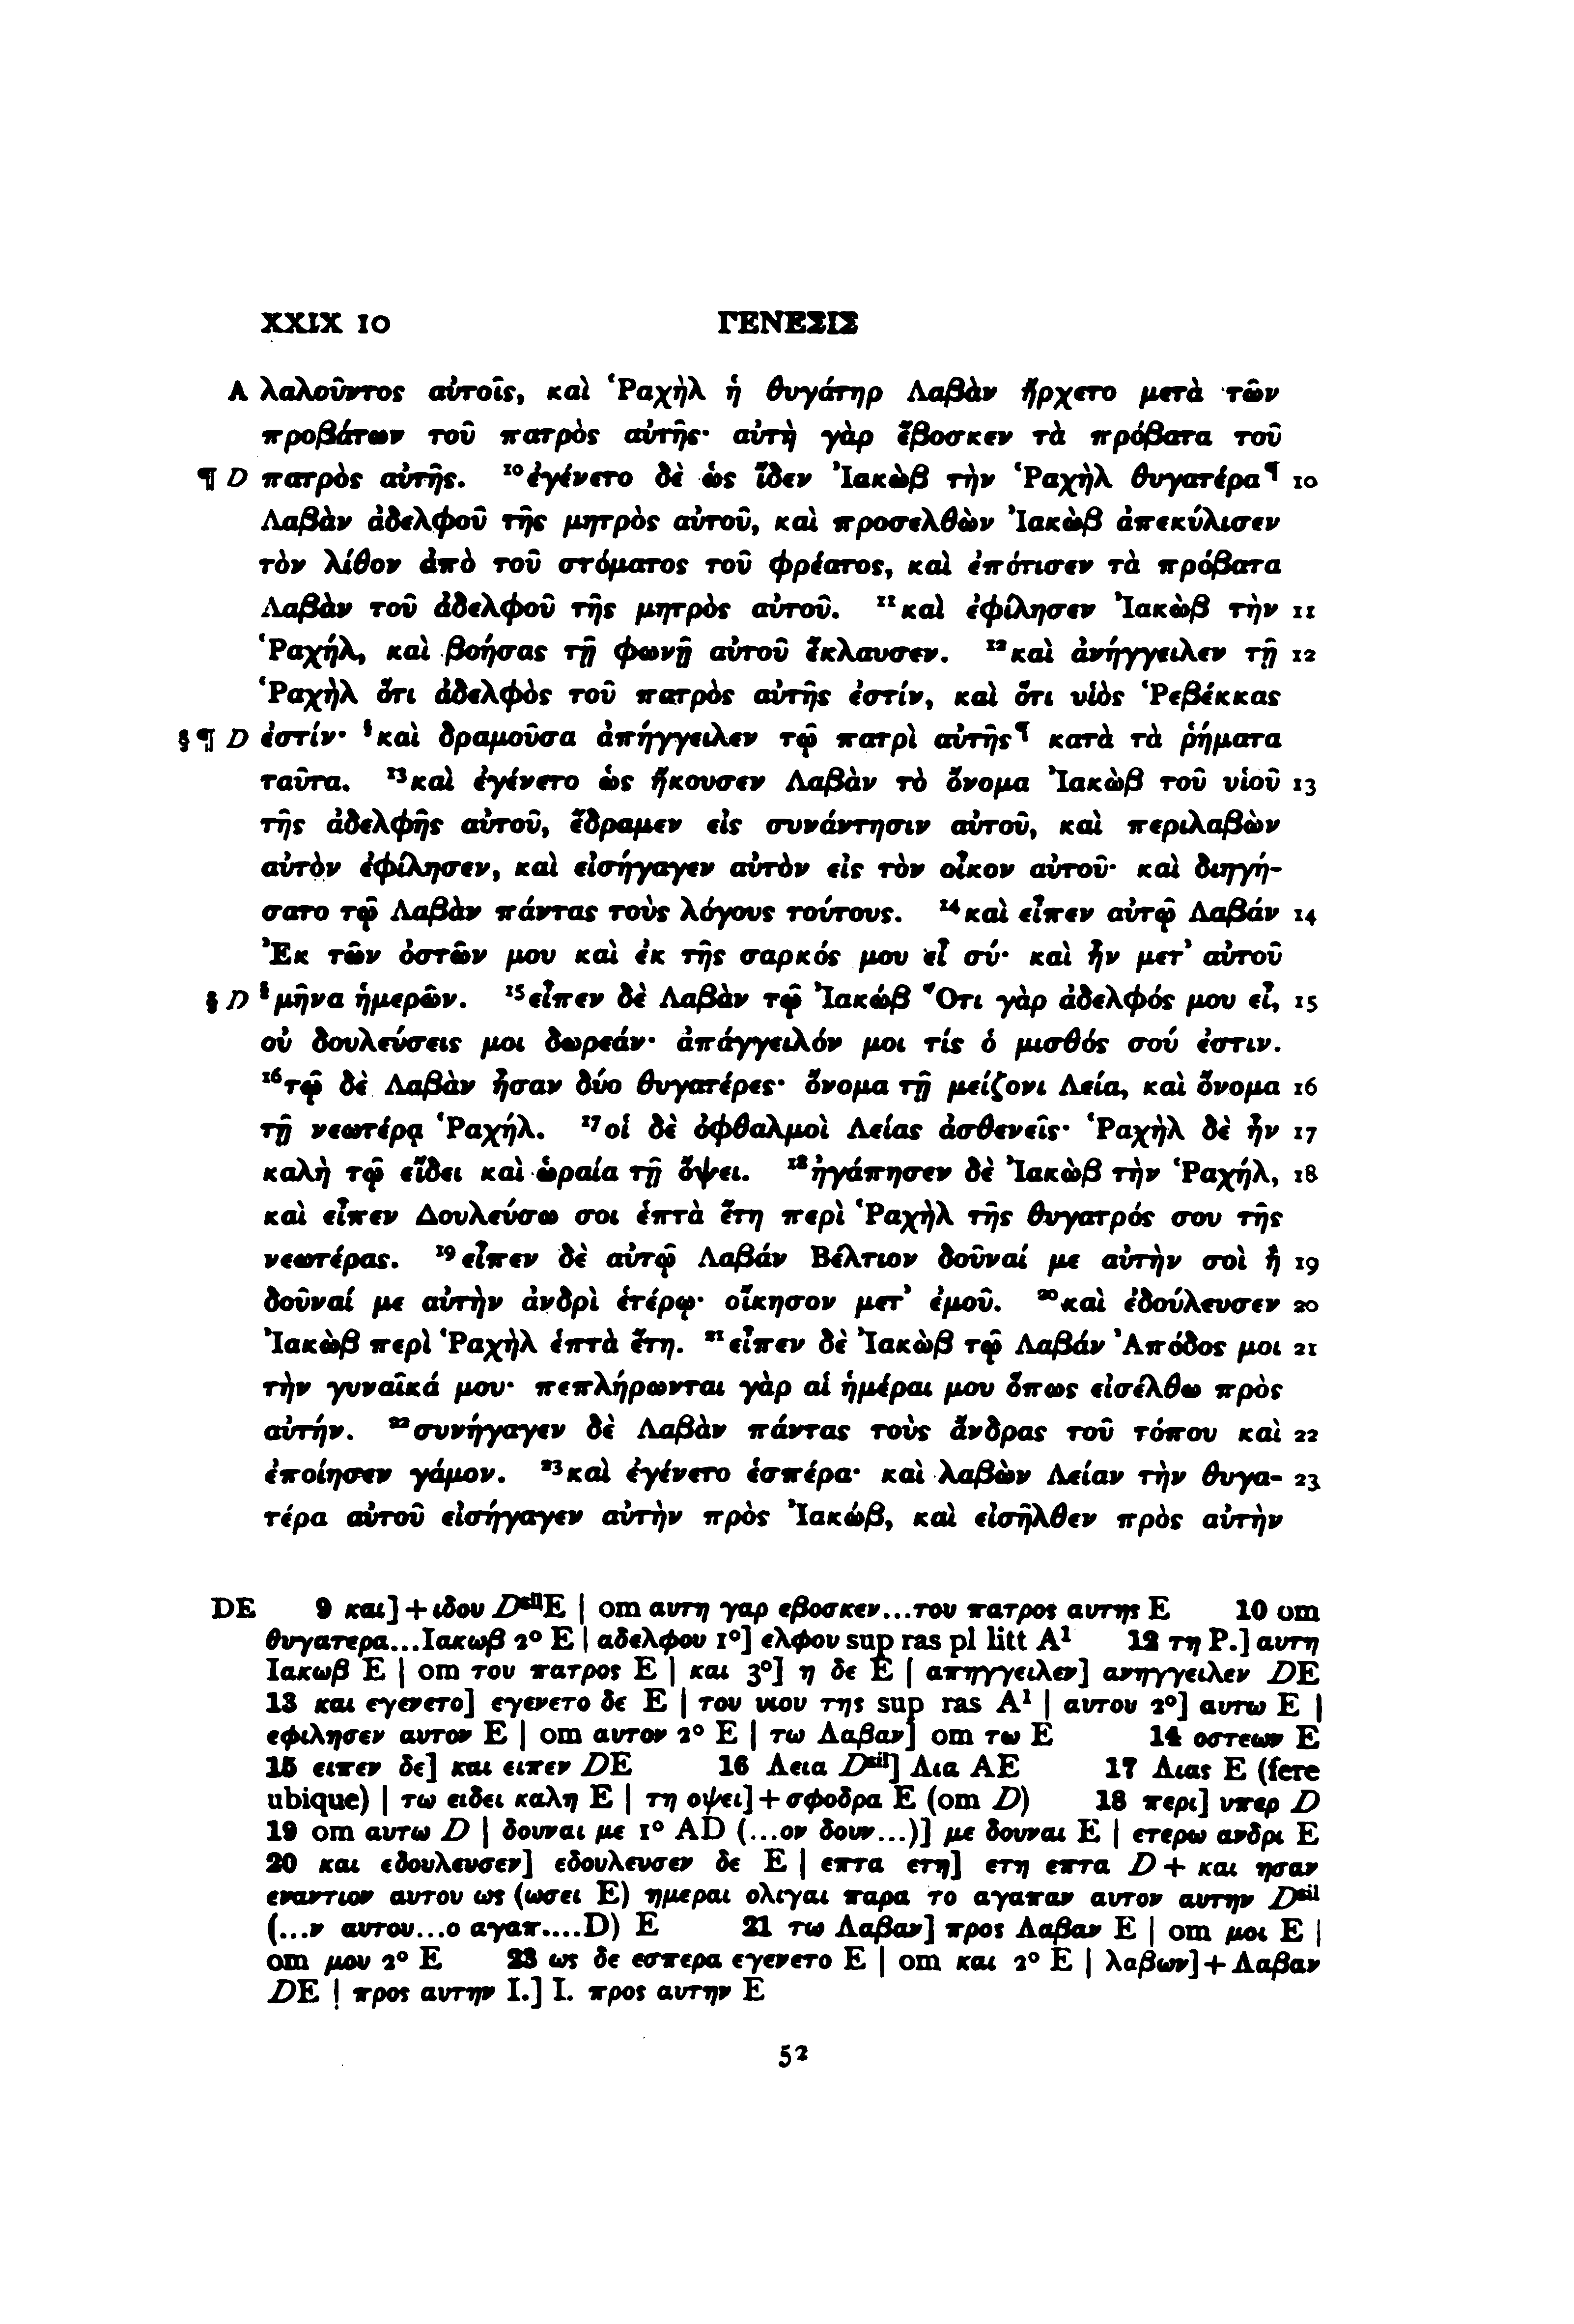 XXIX 10 ΓΕΝΕΣΙΣ
A λαλοῦντος αὐτοῖς, καὶ Ῥαχὴλ ἡ θυγάτηρ Λαβὰν ἤρχετο μετὰ τῶν
προβάτων τοῦ πατρὸς αὐτῆς· αὐτὴ γὰρ ἔβοσκεν τὰ πρόβατα τοῦ
¶ D πατρὸς αὐτῆς. ¹⁰ἐγένετο δὲ ὡς ἴδεν Ἰακὼβ τὴν Ῥαχὴλ θυγατέρα¶ 10
Λαβὰν ἀδελφοῦ τῆς μητρὸς αὐτοῦ, καὶ προσελθὼν Ἰακὼβ ἀπεκύλισεν
τὸν λίθον ἀπὸ τοῦ στόματος τοῦ φρέατος, καὶ ἐπότισεν τὰ πρόβατα
Λαβὰν τοῦ ἀδελφοῦ τῆς μητρὸς αὐτοῦ. ¹¹καὶ ἐφίλησεν Ἰακὼβ τὴν 11
Ῥαχήλ, καὶ βοήσας τῇ φωνῇ αὐτοῦ ἔκλαυσεν. ¹²καὶ ἀνήγγειλεν τῇ 12
Ῥαχὴλ ὅτι ἀδελφὸς τοῦ πατρὸς αὐτῆς ἐστίν, καὶ ὅτι υἱὸς Ῥεβέκκας
§ ¶ D ἐστίν· §καὶ δραμοῦσα ἀπήγγειλεν τῷ πατρὶ αὐτῆς¶ κατὰ τὰ ῥήματα
ταῦτα. ¹³καὶ ἐγένετο ὡς ἤκουσεν Λαβὰν τὸ ὄνομα Ἰακὼβ τοῦ υἱοῦ 13
τῆς ἀδελφῆς αὐτοῦ, ἔδραμεν εἰς συνάντησιν αὐτοῦ, καὶ περιλαβὼν
αὐτὸν ἐφίλησεν, καὶ εἰσήγαγεν αὐτὸν εἰς τὸν οἶκον αὐτοῦ· καὶ διηγή-
σατο τῷ Λαβὰν πάντας τοὺς λόγους τούτους. ¹⁴καὶ εἶπεν αὐτῷ Λαβάν 14
Ἐκ τῶν ὀστῶν μου καὶ ἐκ τῆς σαρκός μου εἶ σύ· καὶ ἦν μετ’ αὐτοῦ
§ D §μῆνα ἡμερῶν. ¹⁵εἶπεν δὲ Λαβὰν τῷ Ἰακώβ Ὅτι γὰρ ἀδελφός μου εἶ, 15
οὐ δουλεύσεις μοι δωρεάν· ἀπάγγειλόν μοι τίς ὁ μισθός σού ἐστιν.
¹⁶τῷ δὲ Λαβὰν ἦσαν δύο θυγατέρες· ὄνομα τῇ μείζονι Λεία, καὶ ὄνομα 16
τῇ νεωτέρᾳ Ῥαχήλ. ¹⁷οἱ δὲ ὀφθαλμοὶ Λείας ἀσθενεῖς· Ῥαχὴλ δὲ ἦν 17
καλὴ τῷ εἴδει καὶ ὡραία τῇ ὄψει. ¹⁸ἠγάπησεν δὲ Ἰακὼβ τὴν Ῥαχήλ, 18
καὶ εἶπεν Δουλεύσω σοι ἑπτὰ ἔτη περὶ Ῥαχὴλ τῆς θυγατρός σου τῆς
νεωτέρας. ¹⁹εἶπεν δὲ αὐτῷ Λαβάν Βέλτιον δοῦναί με αὐτὴν σοὶ ἢ 19
δοῦναί με αὐτὴν ἀνδρὶ ἑτέρῳ· οἴκησον μετ’ ἐμοῦ. ²⁰καὶ ἐδούλευσεν 20
Ἰακὼβ περὶ Ῥαχὴλ ἑπτὰ ἔτη. ²¹εἶπεν δὲ Ἰακὼβ τῷ Λαβάν Ἀπόδος μοι 21
τὴν γυναῖκά μου· πεπλήρωνται γὰρ αἱ ἡμέραι μου ὅπως εἰσέλθω πρὸς
αὐτήν. ²²συνήγαγεν δὲ Λαβὰν πάντας τοὺς ἄνδρας τοῦ τόπου καὶ 22
ἐποίησεν γάμον. ²³καὶ ἐγένετο ἑσπέρα· καὶ λαβὼν Λείαν τὴν θυγα- 23
τέρα αὐτοῦ εἰσήγαγεν αὐτὴν πρὸς Ἰακώβ, καὶ εἰσῆλθεν πρὸς αὐτὴν
DE 9 και] + ιδου Dˢⁱˡ E | om αυτη γαρ εβοσκεν...του πατρος αυτης E 10 om
θυγατερα...Ιακωβ 2° E | αδελφου 1°] ελφου sup ras pl litt A¹ 12 τη Ρ.] αυτη
Ιακωβ E | om του πατρος E | και 3°] η δε E | απηγγειλεν] ανηγγειλεν DE
13 και εγενετο] εγενετο δε E | του υιου της sup ras A¹ | αυτου 2°] αυτω E |
εφιλησεν αυτον E | om αυτον 2° E | τω Λαβαν] om τω E 14 οστεων E
15 ειπεν δε] και ειπεν DE 16 Λεια Dˢⁱˡ] Λια AE 17 Λιας E (fere
ubique) | τω ειδει καλη E | τη οψει] + σφοδρα E (om D) 18 περι] υπερ D
19 om αυτω D | δουναι με 1° AD (...ον δουν...)] με δουναι E | ετερω ανδρι E
20 και εδουλευσεν] εδουλευσεν δε E | επτα ετη] ετη επτα D + και ησαν
εναντιον αυτου ως (ωσει E) ημεραι ολιγαι παρα το αγαπαν αυτον αυτην Dˢⁱˡ
(...ν αυτου...ο αγαπ....D) E 21 τω Λαβαν] προς Λαβαν E | om μοι E |
om μου 2° E 23 ως δε εσπερα εγενετο E | om και 2° E | λαβων] + Λαβαν
DE | προς αυτην Ι.] Ι. προς αυτην E
52